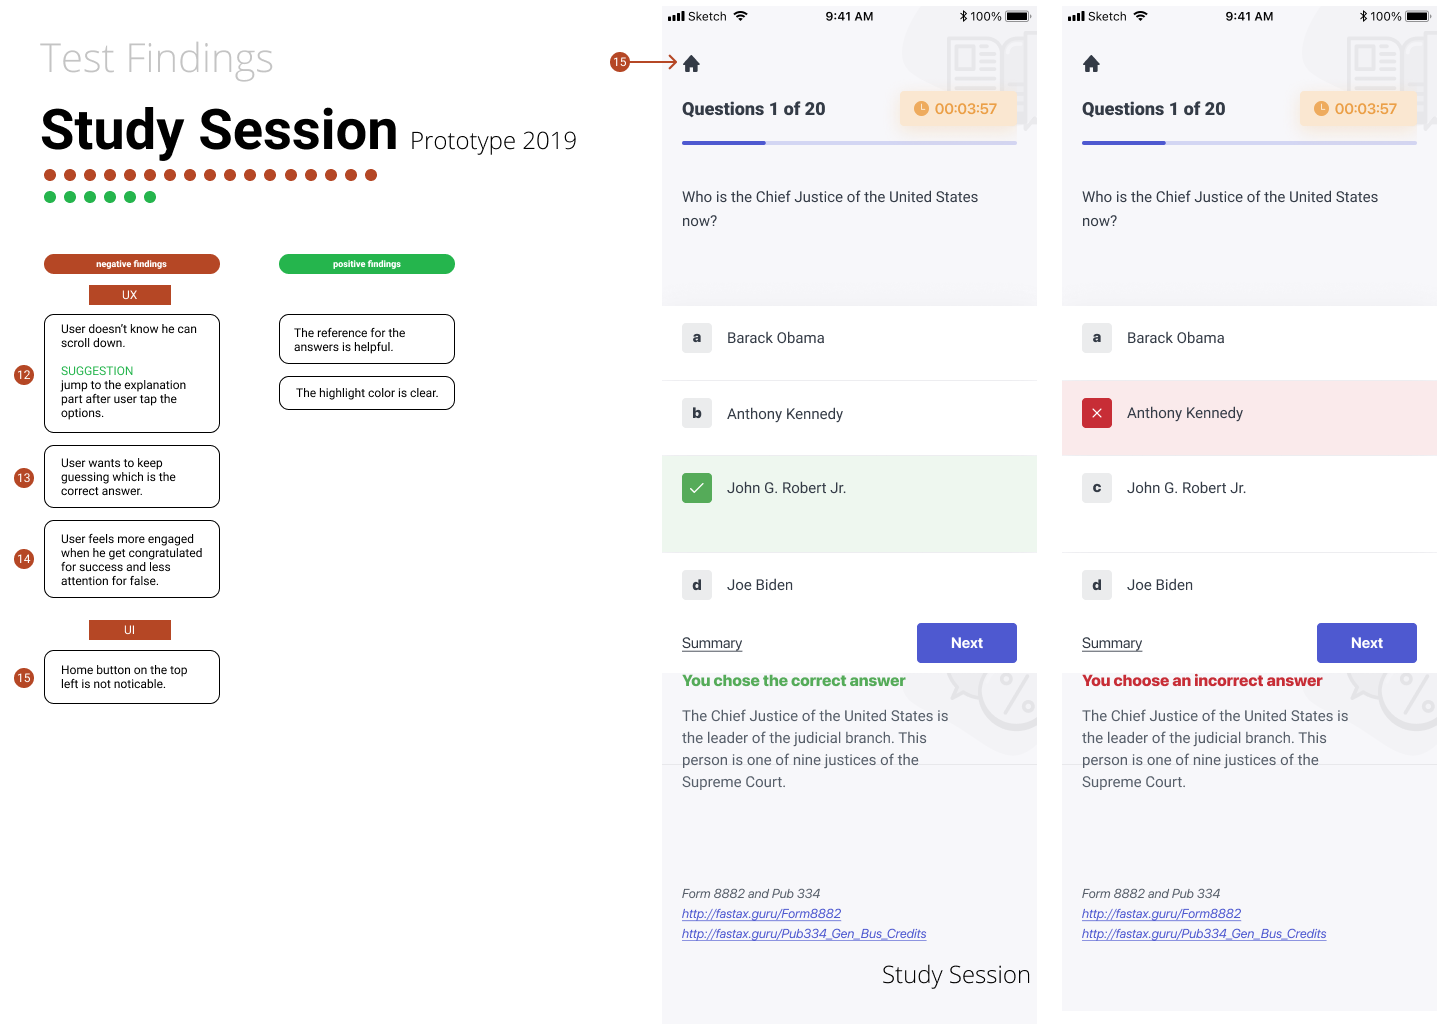 Test Findings
Study Session Prototype 2019
negative findings
UX
12
User doesn't know he can
scroll down.
SUGGESTION
jump to the explanation
part after user tap the
options.
13
User wants to keep
guessing which is the
correct answer.
14
User feels more engaged
when he get congratulated
for success and less
attention for false.
UI
15
Home button on the top
left is not noticable.
positive findings
The reference for the
answers is helpful.
The highlight color is clear.
15
Sketch 9:41 AM 100%
Questions 1 of 20
00:03:57
Who is the Chief Justice of the United States
now?
a Barack Obama
b Anthony Kennedy
John G. Robert Jr.
d Joe Biden
Summary
Next
You chose the correct answer
The Chief Justice of the United States is
the leader of the judicial branch. This
person is one of nine justices of the
Supreme Court.
Form 8882 and Pub 334
http://fastax.guru/Form8882
http://fastax.guru/Pub334_Gen_Bus_Credits
Study Session
Sketch 9:41 AM 100%
Questions 1 of 20
00:03:57
Who is the Chief Justice of the United States
now?
a Barack Obama
Anthony Kennedy
c John G. Robert Jr.
d Joe Biden
Summary
Next
You choose an incorrect answer
The Chief Justice of the United States is
the leader of the judicial branch. This
person is one of nine justices of the
Supreme Court.
Form 8882 and Pub 334
http://fastax.guru/Form8882
http://fastax.guru/Pub334_Gen_Bus_Credits